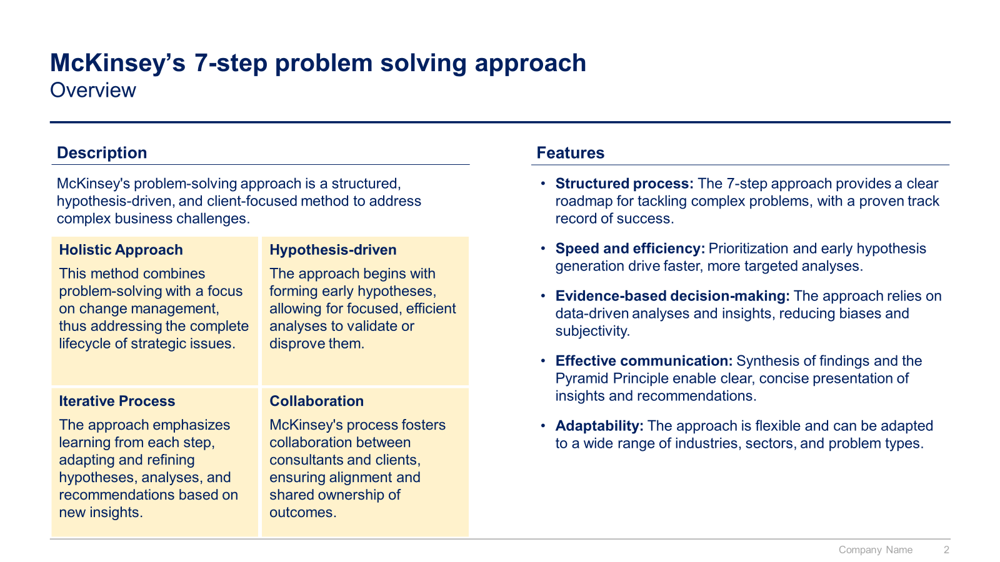 McKinsey’s 7-step problem solving approach
Overview
Description
McKinsey's problem-solving approach is a structured,
hypothesis-driven, and client-focused method to address
complex business challenges.
Holistic Approach
This method combines
problem-solving with a focus
on change management,
thus addressing the complete
lifecycle of strategic issues.
Hypothesis-driven
The approach begins with
forming early hypotheses,
allowing for focused, efficient
analyses to validate or
disprove them.
Iterative Process
The approach emphasizes
learning from each step,
adapting and refining
hypotheses, analyses, and
recommendations based on
new insights.
Collaboration
McKinsey's process fosters
collaboration between
consultants and clients,
ensuring alignment and
shared ownership of
outcomes.
Features
• Structured process: The 7-step approach provides a clear
roadmap for tackling complex problems, with a proven track
record of success.
• Speed and efficiency: Prioritization and early hypothesis
generation drive faster, more targeted analyses.
• Evidence-based decision-making: The approach relies on
data-driven analyses and insights, reducing biases and
subjectivity.
• Effective communication: Synthesis of findings and the
Pyramid Principle enable clear, concise presentation of
insights and recommendations.
• Adaptability: The approach is flexible and can be adapted
to a wide range of industries, sectors, and problem types.
Company Name 2